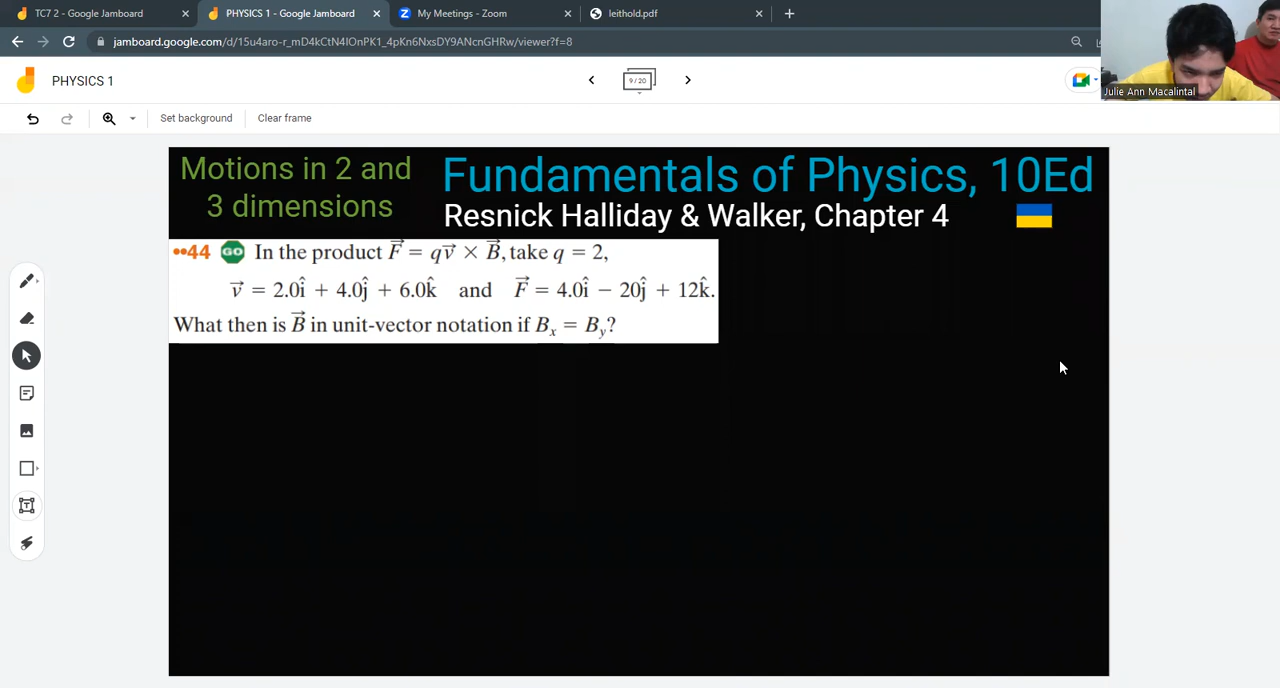 TC7 2 - Google Jamboard
PHYSICS 1 - Google Jamboard
My Meetings - Zoom
leithold.pdf
jamboard.google.com/d/15u4aro-r_mD4kCtN4IOnPK1_4pKn6NxsDY9ANcnGHRw/viewer?f=8
PHYSICS 1
9 / 20
Julie Ann Macalintal
Set background
Clear frame
Motions in 2 and
3 dimensions
Fundamentals of Physics, 10Ed
Resnick Halliday & Walker, Chapter 4
••44 GO In the product F⃗ = qv⃗ × B⃗, take q = 2,
v⃗ = 2.0î + 4.0ĵ + 6.0k̂ and F⃗ = 4.0î − 20ĵ + 12k̂.
What then is B⃗ in unit-vector notation if Bₓ = Bᵧ?